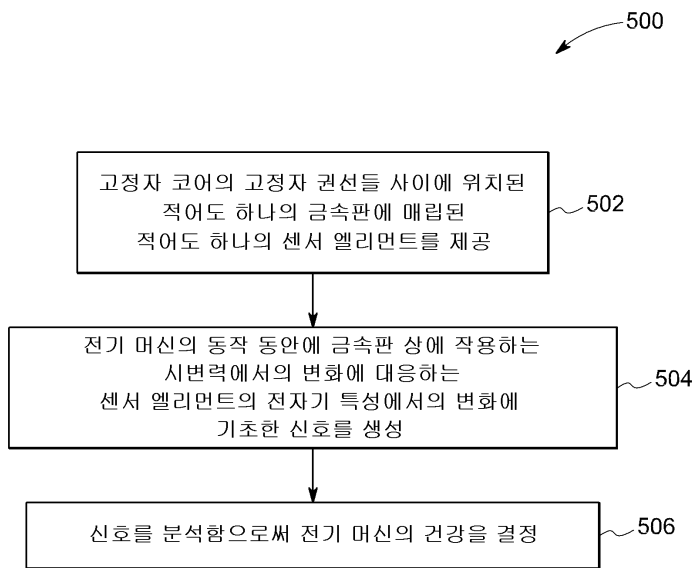 500
고정자 코어의 고정자 권선들 사이에 위치된
적어도 하나의 금속판에 매립된
적어도 하나의 센서 엘리먼트를 제공
502
전기 머신의 동작 동안에 금속판 상에 작용하는
시변력에서의 변화에 대응하는
센서 엘리먼트의 전자기 특성에서의 변화에
기초한 신호를 생성
504
신호를 분석함으로써 전기 머신의 건강을 결정
506